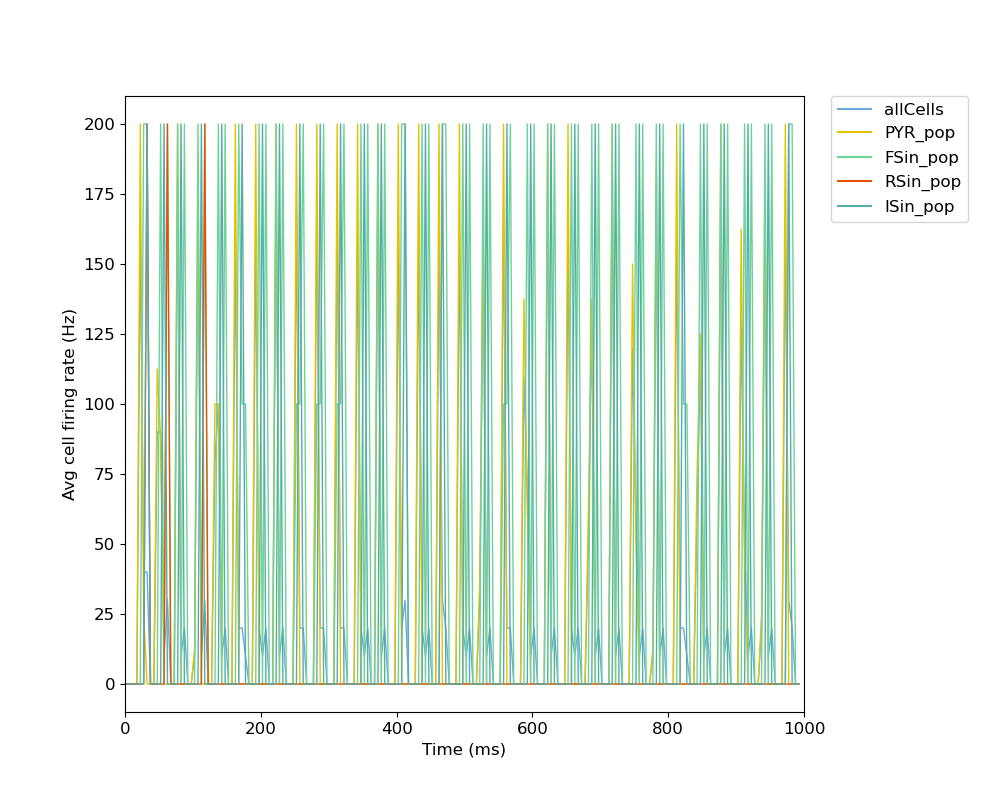 allCells
PYR_pop
FSin_pop
RSin_pop
ISin_pop
Avg cell firing rate (Hz)
200
175
150
125
100
75
50
25
0
0 200 400 600 800 1000
Time (ms)